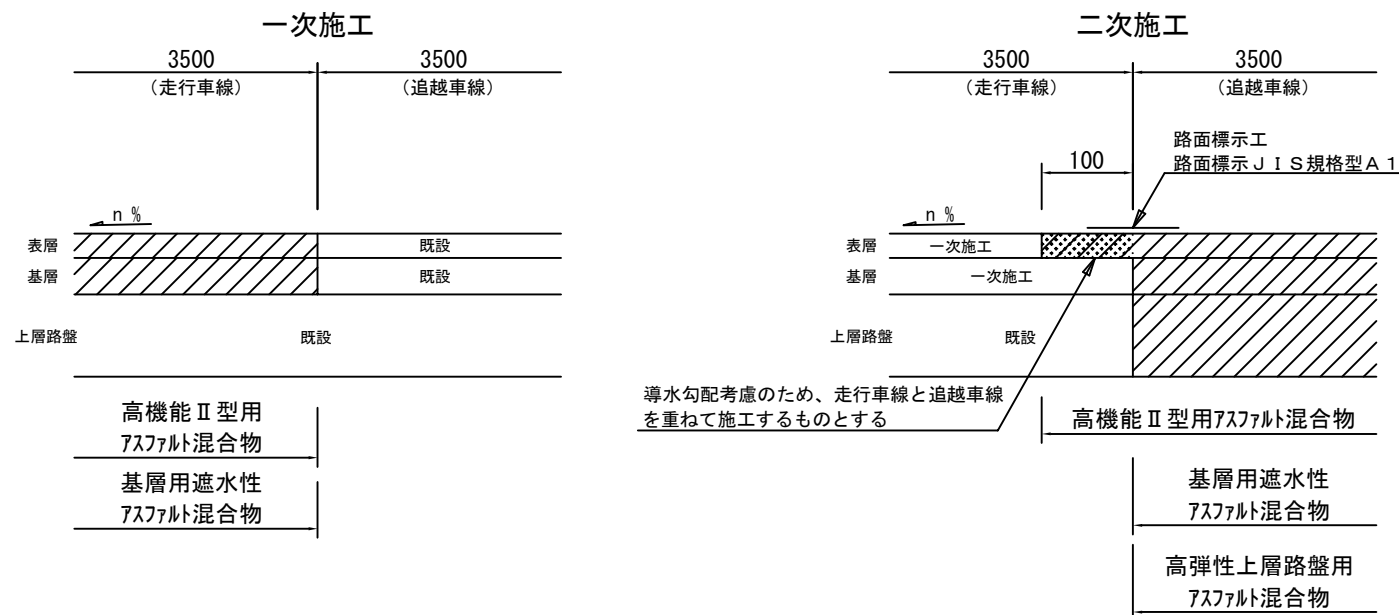 一次施工
3500
3500
(走行車線)
(追越車線)
n %
表層
既設
基層
既設
上層路盤
既設
高機能Ⅱ型用
ｱｽﾌｧﾙﾄ混合物
基層用遮水性
ｱｽﾌｧﾙﾄ混合物
二次施工
3500
3500
(走行車線)
(追越車線)
路面標示工
路面標示ＪＩＳ規格型Ａ１
100
n %
表層
一次施工
基層
一次施工
上層路盤
既設
導水勾配考慮のため、走行車線と追越車線
を重ねて施工するものとする
高機能Ⅱ型用ｱｽﾌｧﾙﾄ混合物
基層用遮水性
ｱｽﾌｧﾙﾄ混合物
高弾性上層路盤用
ｱｽﾌｧﾙﾄ混合物